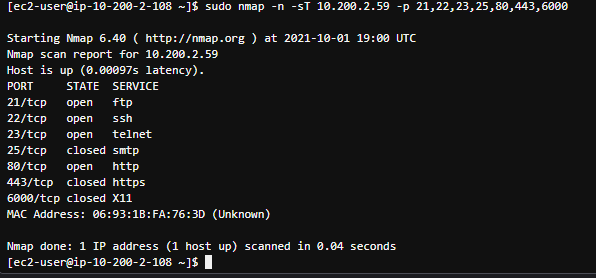 [ec2-user@ip-10-200-2-108 ~]$ sudo nmap -n -sT 10.200.2.59 -p 21,22,23,25,80,443,6000
Starting Nmap 6.40 ( http://nmap.org ) at 2021-10-01 19:00 UTC
Nmap scan report for 10.200.2.59
Host is up (0.00097s latency).
PORT     STATE  SERVICE
21/tcp   open   ftp
22/tcp   open   ssh
23/tcp   open   telnet
25/tcp   closed smtp
80/tcp   open   http
443/tcp  closed https
6000/tcp closed X11
MAC Address: 06:93:1B:FA:76:3D (Unknown)
Nmap done: 1 IP address (1 host up) scanned in 0.04 seconds
[ec2-user@ip-10-200-2-108 ~]$